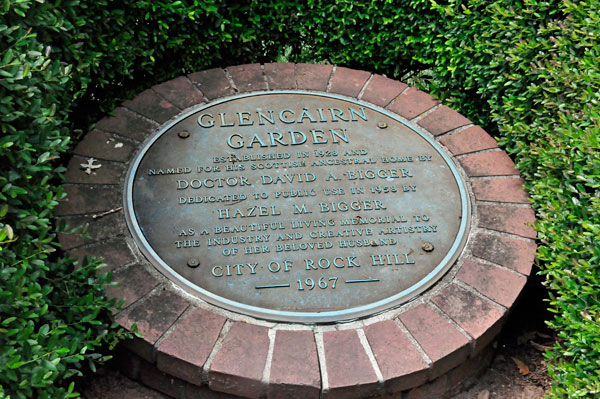 GLENCAIRN
GARDEN
ESTABLISHED IN 1928 AND
NAMED FOR HIS SCOTTISH ANCESTRAL HOME BY
DOCTOR DAVID A. BIGGER
DEDICATED TO PUBLIC USE IN 1958 BY
HAZEL M. BIGGER
AS A BEAUTIFUL LIVING MEMORIAL TO
THE INDUSTRY AND CREATIVE ARTISTRY
OF HER BELOVED HUSBAND
CITY OF ROCK HILL
1967